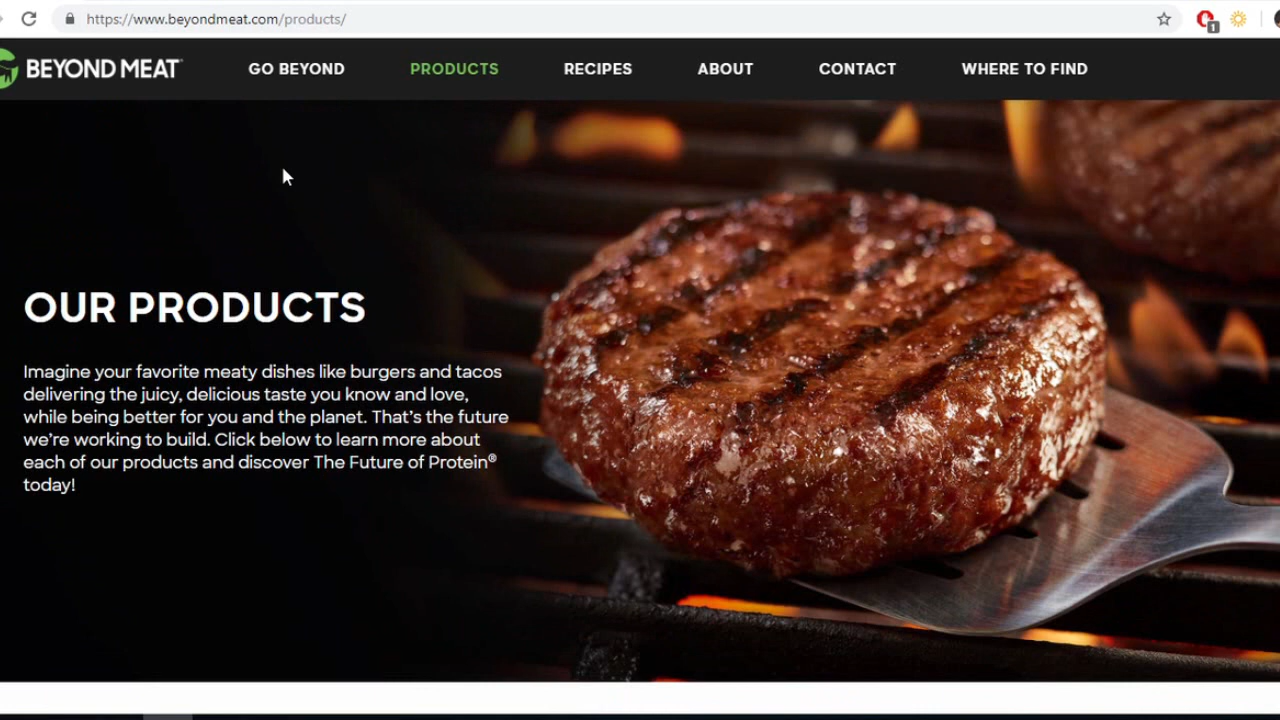 https://www.beyondmeat.com/products/
1
BEYOND MEAT
GO BEYOND
PRODUCTS
RECIPES
ABOUT
CONTACT
WHERE TO FIND
OUR PRODUCTS
Imagine your favorite meaty dishes like burgers and tacos
delivering the juicy, delicious taste you know and love,
while being better for you and the planet. That’s the future
we’re working to build. Click below to learn more about
each of our products and discover The Future of Protein®
today!